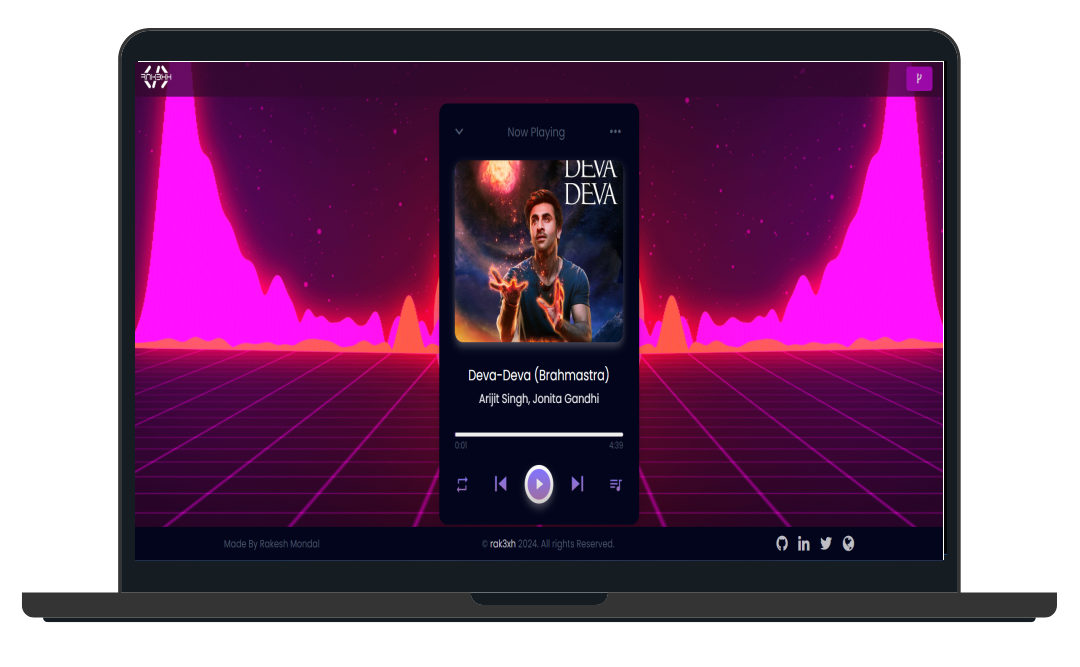 RAK3XH
Now Playing
DEVA
DEVA
Deva-Deva (Brahmastra)
Arijit Singh, Jonita Gandhi
0:01 4:39
Made By Rakesh Mondal © rak3xh 2024. All rights Reserved.